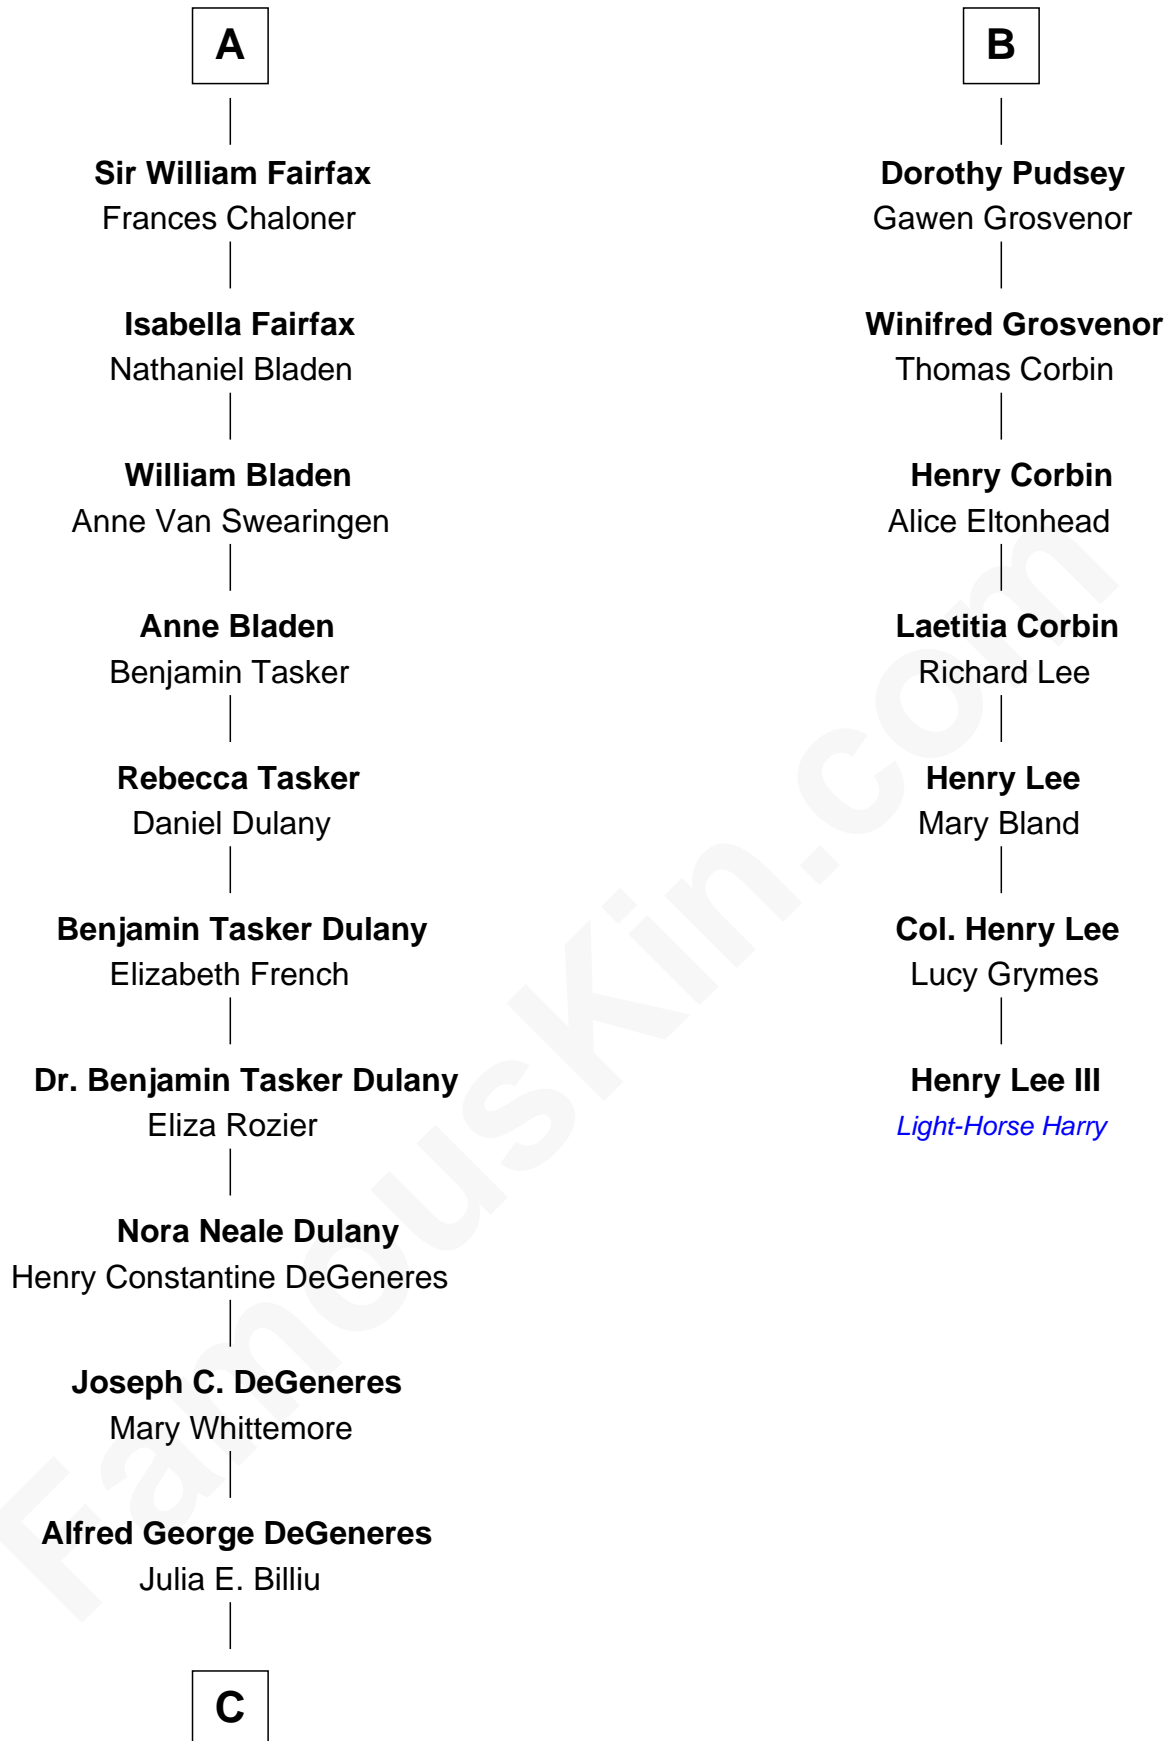 A
Sir William Fairfax
Frances Chaloner
Isabella Fairfax
Nathaniel Bladen
William Bladen
Anne Van Swearingen
Anne Bladen
Benjamin Tasker
Rebecca Tasker
Daniel Dulany
Benjamin Tasker Dulany
Elizabeth French
Dr. Benjamin Tasker Dulany
Eliza Rozier
Nora Neale Dulany
Henry Constantine DeGeneres
Joseph C. DeGeneres
Mary Whittemore
Alfred George DeGeneres
Julia E. Billiu
C
B
Dorothy Pudsey
Gawen Grosvenor
Winifred Grosvenor
Thomas Corbin
Henry Corbin
Alice Eltonhead
Laetitia Corbin
Richard Lee
Henry Lee
Mary Bland
Col. Henry Lee
Lucy Grymes
Henry Lee III
Light-Horse Harry
FamousKin.com